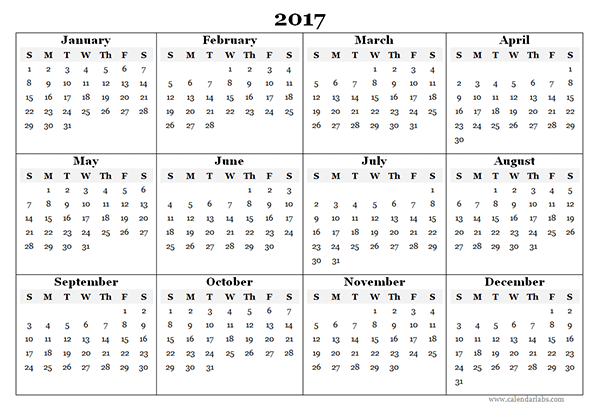 2017
January
S M T W Th F S
1 2 3 4 5 6 7
8 9 10 11 12 13 14
15 16 17 18 19 20 21
22 23 24 25 26 27 28
29 30 31
February
S M T W Th F S
1 2 3 4
5 6 7 8 9 10 11
12 13 14 15 16 17 18
19 20 21 22 23 24 25
26 27 28
March
S M T W Th F S
1 2 3 4
5 6 7 8 9 10 11
12 13 14 15 16 17 18
19 20 21 22 23 24 25
26 27 28 29 30 31
April
S M T W Th F S
1
2 3 4 5 6 7 8
9 10 11 12 13 14 15
16 17 18 19 20 21 22
23 24 25 26 27 28 29
30
May
S M T W Th F S
1 2 3 4 5 6
7 8 9 10 11 12 13
14 15 16 17 18 19 20
21 22 23 24 25 26 27
28 29 30 31
June
S M T W Th F S
1 2 3
4 5 6 7 8 9 10
11 12 13 14 15 16 17
18 19 20 21 22 23 24
25 26 27 28 29 30
July
S M T W Th F S
1
2 3 4 5 6 7 8
9 10 11 12 13 14 15
16 17 18 19 20 21 22
23 24 25 26 27 28 29
30 31
August
S M T W Th F S
1 2 3 4 5
6 7 8 9 10 11 12
13 14 15 16 17 18 19
20 21 22 23 24 25 26
27 28 29 30 31
September
S M T W Th F S
1 2
3 4 5 6 7 8 9
10 11 12 13 14 15 16
17 18 19 20 21 22 23
24 25 26 27 28 29 30
October
S M T W Th F S
1 2 3 4 5 6 7
8 9 10 11 12 13 14
15 16 17 18 19 20 21
22 23 24 25 26 27 28
29 30 31
November
S M T W Th F S
1 2 3 4
5 6 7 8 9 10 11
12 13 14 15 16 17 18
19 20 21 22 23 24 25
26 27 28 29 30
December
S M T W Th F S
1 2
3 4 5 6 7 8 9
10 11 12 13 14 15 16
17 18 19 20 21 22 23
24 25 26 27 28 29 30
31
www.calendarlabs.com